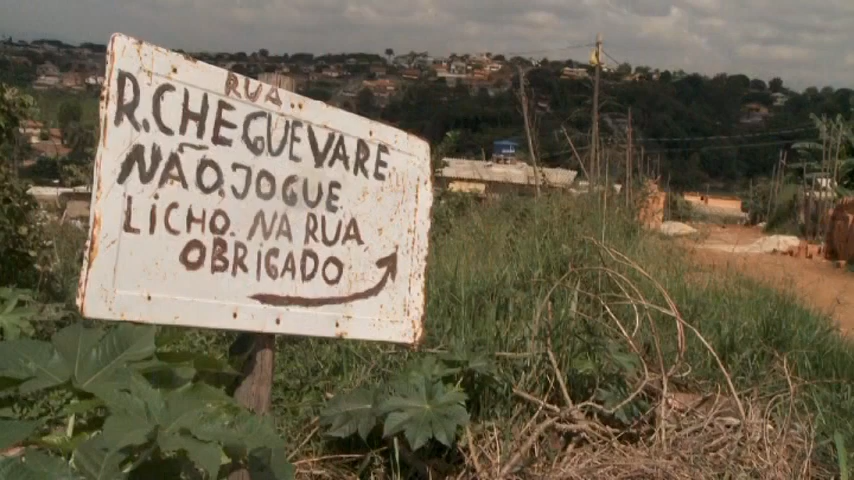 RUA..
R.CHEGUEVARE.
NÃO.JOGUE.
LICHO. NA RUA
OBRIGADO